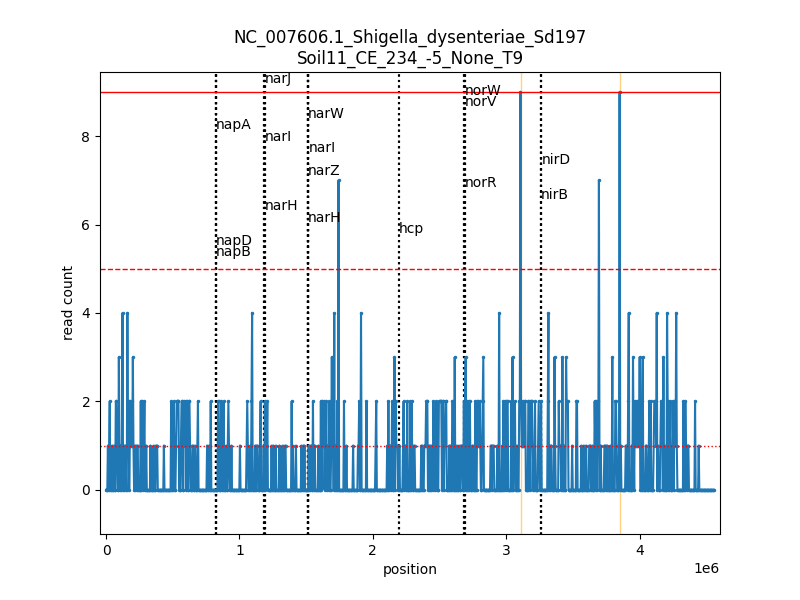 NC_007606.1_Shigella_dysenteriae_Sd197
Soil11_CE_234_-5_None_T9
narJ
norW
norV
narW
napA
narI
narI
nirD
narZ
norR
nirB
narH
narH
hcp
napD
napB
read count
8
6
4
2
0
0
1
2
3
4
1e6
position